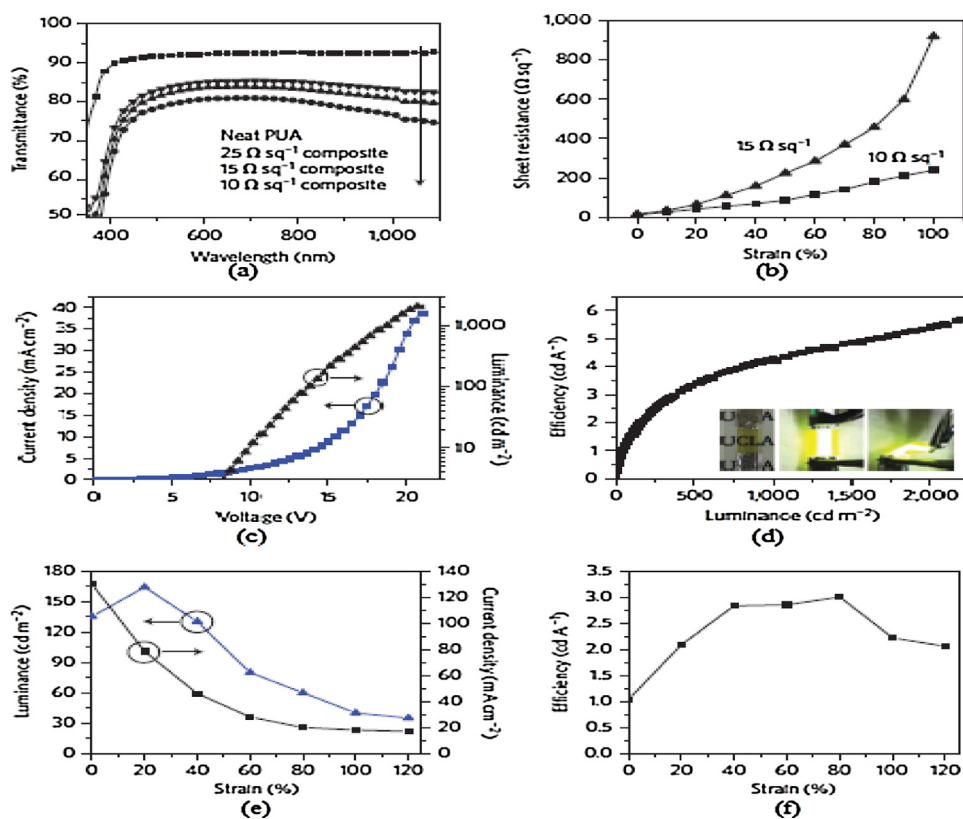 100
90
80
70
60
50
Transmittance (%)
Neat PUA
25 Ω sq⁻¹ composite
15 Ω sq⁻¹ composite
10 Ω sq⁻¹ composite
400 600 800 1,000
Wavelength (nm)
(a)
1,000
800
600
400
200
0
Sheet resistance (Ω sq⁻¹)
15 Ω sq⁻¹
10 Ω sq⁻¹
0 20 40 60 80 100
Strain (%)
(b)
40
35
30
25
20
15
10
5
0
Current density (mA cm⁻²)
1,000
100
10
Luminance (cd m⁻²)
0 5 10 15 20
Voltage (V)
(c)
6
5
4
3
2
1
0
Efficiency (cd A⁻¹)
UCLA
0 500 1,000 1,500 2,000
Luminance (cd m⁻²)
(d)
180
150
120
90
60
30
0
Luminance (cd m⁻²)
140
120
100
80
60
40
20
0
Current density (mA cm⁻²)
0 20 40 60 80 100 120
Strain (%)
(e)
3.5
3.0
2.5
2.0
1.5
1.0
0.5
0.0
Efficiency (cd A⁻¹)
0 20 40 60 80 100 120
Strain (%)
(f)